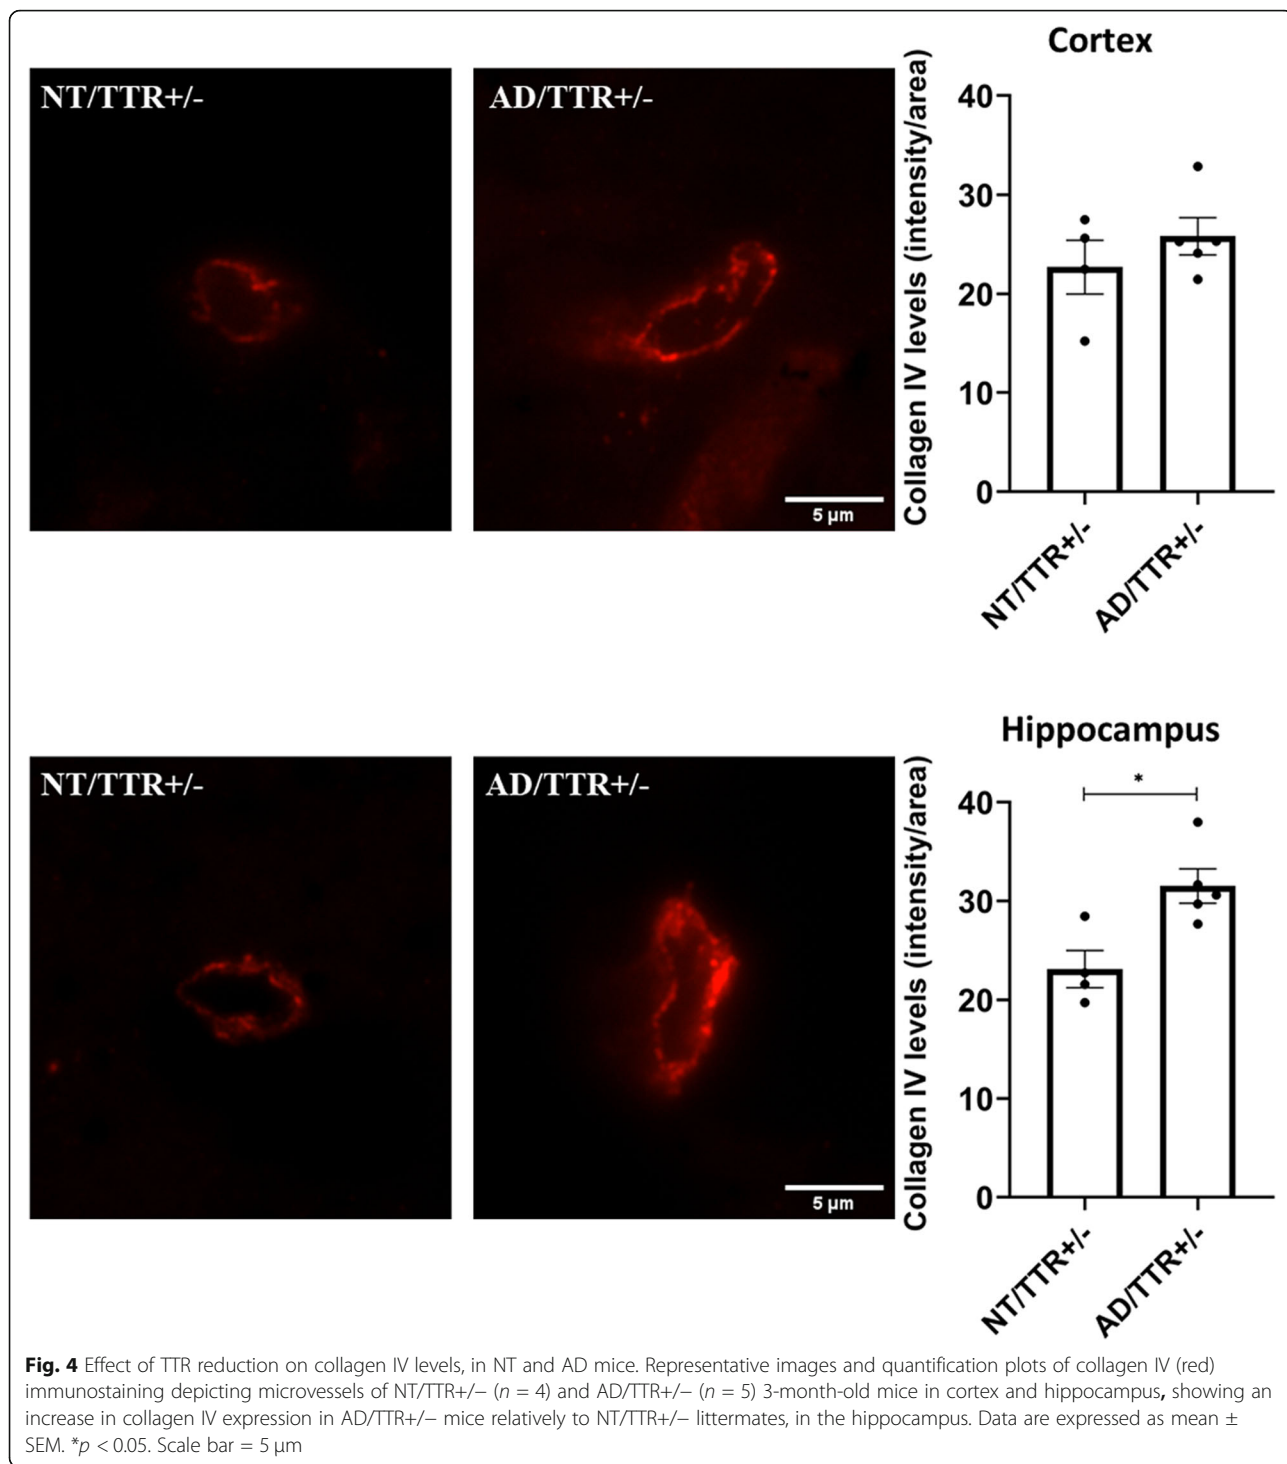 Cortex
NT/TTR+/-
AD/TTR+/-
5 µm
Collagen IV levels (intensity/area)
40
30
20
10
0
NT/TTR+/-
AD/TTR+/-
Hippocampus
NT/TTR+/-
AD/TTR+/-
5 µm
Collagen IV levels (intensity/area)
*
40
30
20
10
0
NT/TTR+/-
AD/TTR+/-
Fig. 4 Effect of TTR reduction on collagen IV levels, in NT and AD mice. Representative images and quantification plots of collagen IV (red)
immunostaining depicting microvessels of NT/TTR+/− (n = 4) and AD/TTR+/− (n = 5) 3-month-old mice in cortex and hippocampus, showing an
increase in collagen IV expression in AD/TTR+/− mice relatively to NT/TTR+/− littermates, in the hippocampus. Data are expressed as mean ±
SEM. *p < 0.05. Scale bar = 5 µm